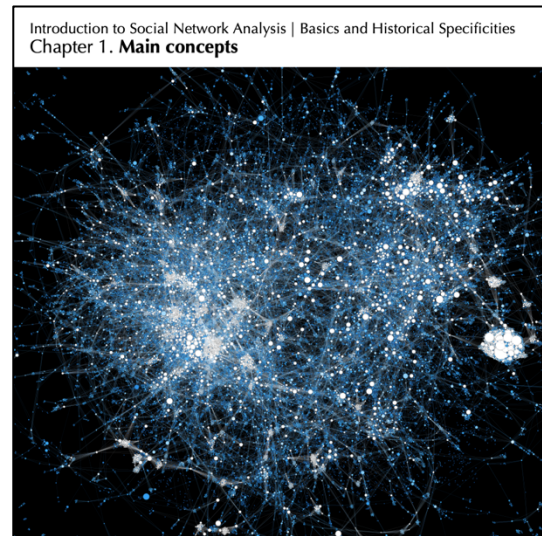 Introduction to Social Network Analysis | Basics and Historical Specificities
Chapter 1. Main concepts